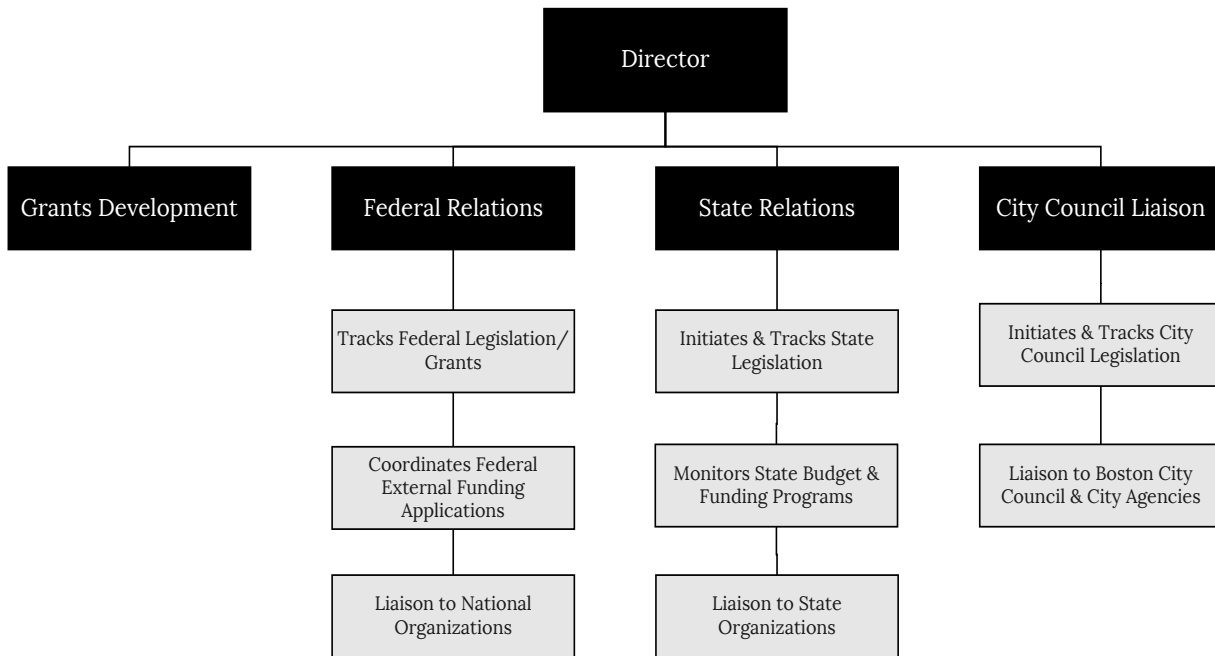 Director
Grants Development
Federal Relations
State Relations
City Council Liaison
Tracks Federal Legislation/
Grants
Initiates & Tracks State
Legislation
Initiates & Tracks City
Council Legislation
Coordinates Federal
External Funding
Applications
Monitors State Budget &
Funding Programs
Liaison to Boston City
Council & City Agencies
Liaison to National
Organizations
Liaison to State
Organizations